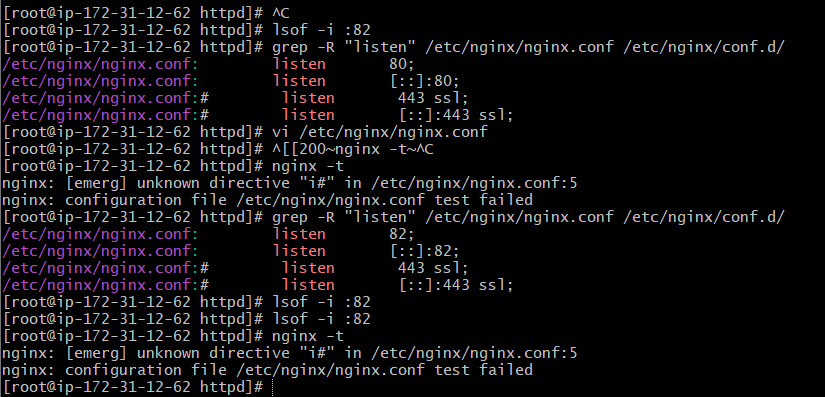 [root@ip-172-31-12-62 httpd]# ^C
[root@ip-172-31-12-62 httpd]# lsof -i :82
[root@ip-172-31-12-62 httpd]# grep -R "listen" /etc/nginx/nginx.conf /etc/nginx/conf.d/
/etc/nginx/nginx.conf:        listen       80;
/etc/nginx/nginx.conf:        listen       [::]:80;
/etc/nginx/nginx.conf:#        listen       443 ssl;
/etc/nginx/nginx.conf:#        listen       [::]:443 ssl;
[root@ip-172-31-12-62 httpd]# vi /etc/nginx/nginx.conf
[root@ip-172-31-12-62 httpd]# ^[[200~nginx -t~^C
[root@ip-172-31-12-62 httpd]# nginx -t
nginx: [emerg] unknown directive "i#" in /etc/nginx/nginx.conf:5
nginx: configuration file /etc/nginx/nginx.conf test failed
[root@ip-172-31-12-62 httpd]# grep -R "listen" /etc/nginx/nginx.conf /etc/nginx/conf.d/
/etc/nginx/nginx.conf:        listen       82;
/etc/nginx/nginx.conf:        listen       [::]:82;
/etc/nginx/nginx.conf:#        listen       443 ssl;
/etc/nginx/nginx.conf:#        listen       [::]:443 ssl;
[root@ip-172-31-12-62 httpd]# lsof -i :82
[root@ip-172-31-12-62 httpd]# lsof -i :82
[root@ip-172-31-12-62 httpd]# nginx -t
nginx: [emerg] unknown directive "i#" in /etc/nginx/nginx.conf:5
nginx: configuration file /etc/nginx/nginx.conf test failed
[root@ip-172-31-12-62 httpd]#